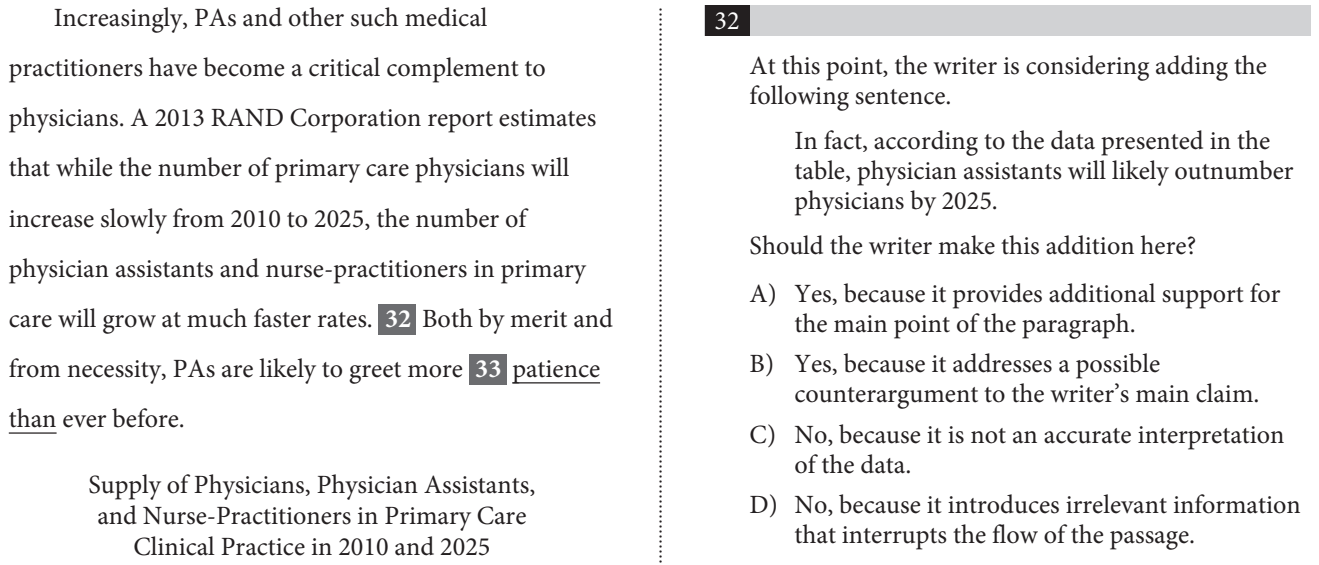 Increasingly, PAs and other such medical
practitioners have become a critical complement to
physicians. A 2013 RAND Corporation report estimates
that while the number of primary care physicians will
increase slowly from 2010 to 2025, the number of
physician assistants and nurse-practitioners in primary
care will grow at much faster rates. 32 Both by merit and
from necessity, PAs are likely to greet more 33 patience
than ever before.
Supply of Physicians, Physician Assistants,
and Nurse-Practitioners in Primary Care
Clinical Practice in 2010 and 2025
32
At this point, the writer is considering adding the
following sentence.
In fact, according to the data presented in the
table, physician assistants will likely outnumber
physicians by 2025.
Should the writer make this addition here?
A) Yes, because it provides additional support for
the main point of the paragraph.
B) Yes, because it addresses a possible
counterargument to the writer’s main claim.
C) No, because it is not an accurate interpretation
of the data.
D) No, because it introduces irrelevant information
that interrupts the flow of the passage.